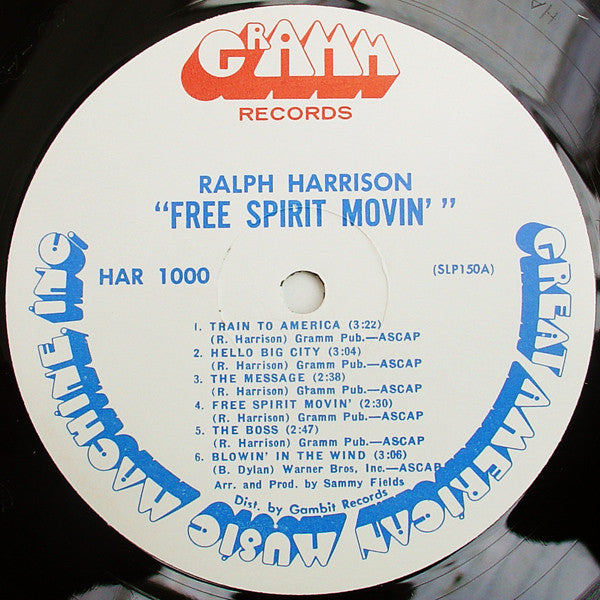 GRAMM
RECORDS
RALPH HARRISON
"FREE SPIRIT MOVIN' "
HAR 1000
(SLP150A)
1. TRAIN TO AMERICA (3:22)
(R. Harrison) Gramm Pub.—ASCAP
2. HELLO BIG CITY (3:04)
(R. Harrison) Gramm Pub.—ASCAP
3. THE MESSAGE (2:38)
(R. Harrison) Gramm Pub.—ASCAP
4. FREE SPIRIT MOVIN' (2:30)
(R. Harrison) Gramm Pub.—ASCAP
5. THE BOSS (2:47)
(R. Harrison) Gramm Pub.—ASCAP
6. BLOWIN' IN THE WIND (3:06)
(B. Dylan) Warner Bros, Inc.—ASCAP
Arr. and Prod. by Sammy Fields
Dist. by Gambit Records
GREAT AMERICAN MUSIC MACHINE, INC.